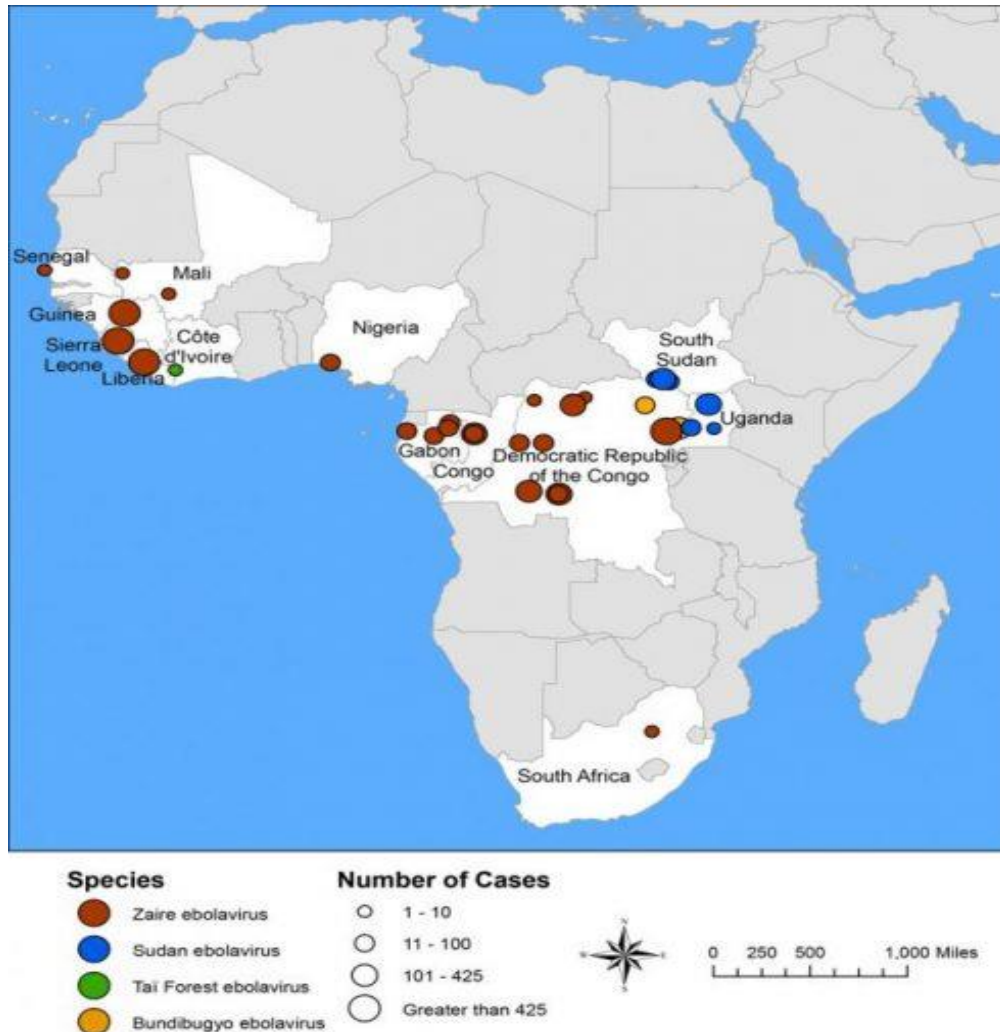 Senegal
Mali
Guinea
Nigeria
Côte
d'Ivoire
Sierra
Leone
Liberia
South
Sudan
Uganda
Gabon
Congo
Democratic Republic
of the Congo
South Africa
Species
Zaire ebolavirus
Sudan ebolavirus
Taï Forest ebolavirus
Bundibugyo ebolavirus
Number of Cases
1 - 10
11 - 100
101 - 425
Greater than 425
N
0 250 500 1,000 Miles